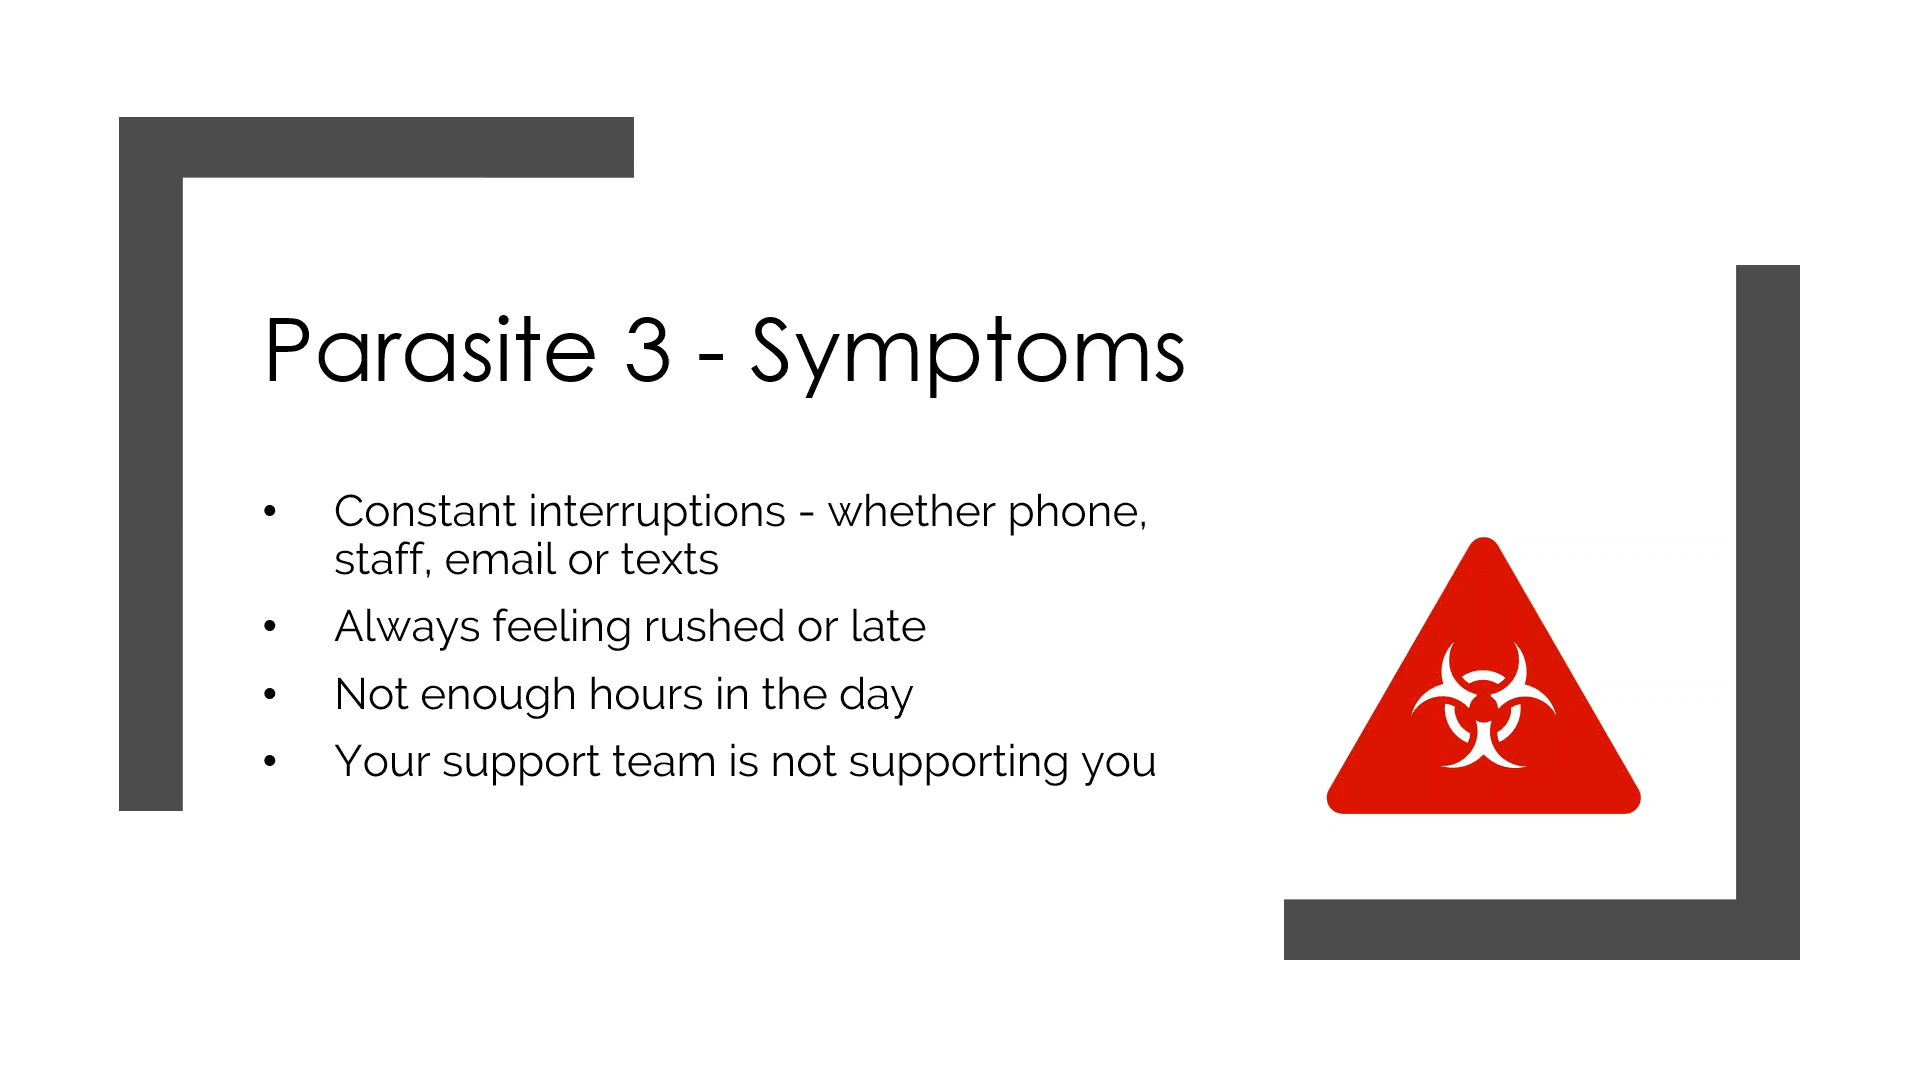 Parasite 3 - Symptoms
• Constant interruptions - whether phone,
staff, email or texts
• Always feeling rushed or late
• Not enough hours in the day
• Your support team is not supporting you